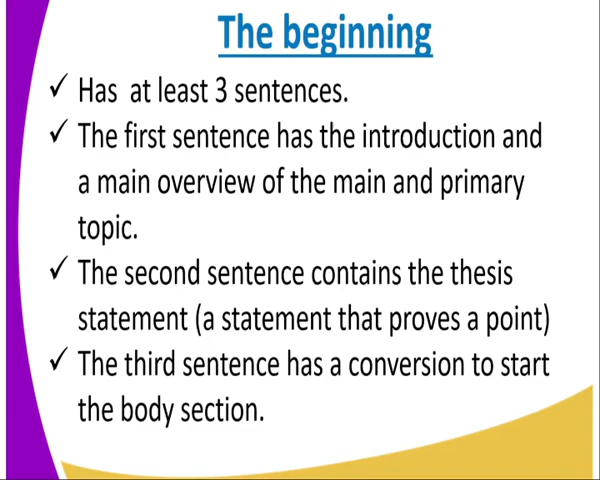 The beginning
✓ Has at least 3 sentences.
✓ The first sentence has the introduction and
a main overview of the main and primary
topic.
✓ The second sentence contains the thesis
statement (a statement that proves a point)
✓ The third sentence has a conversion to start
the body section.